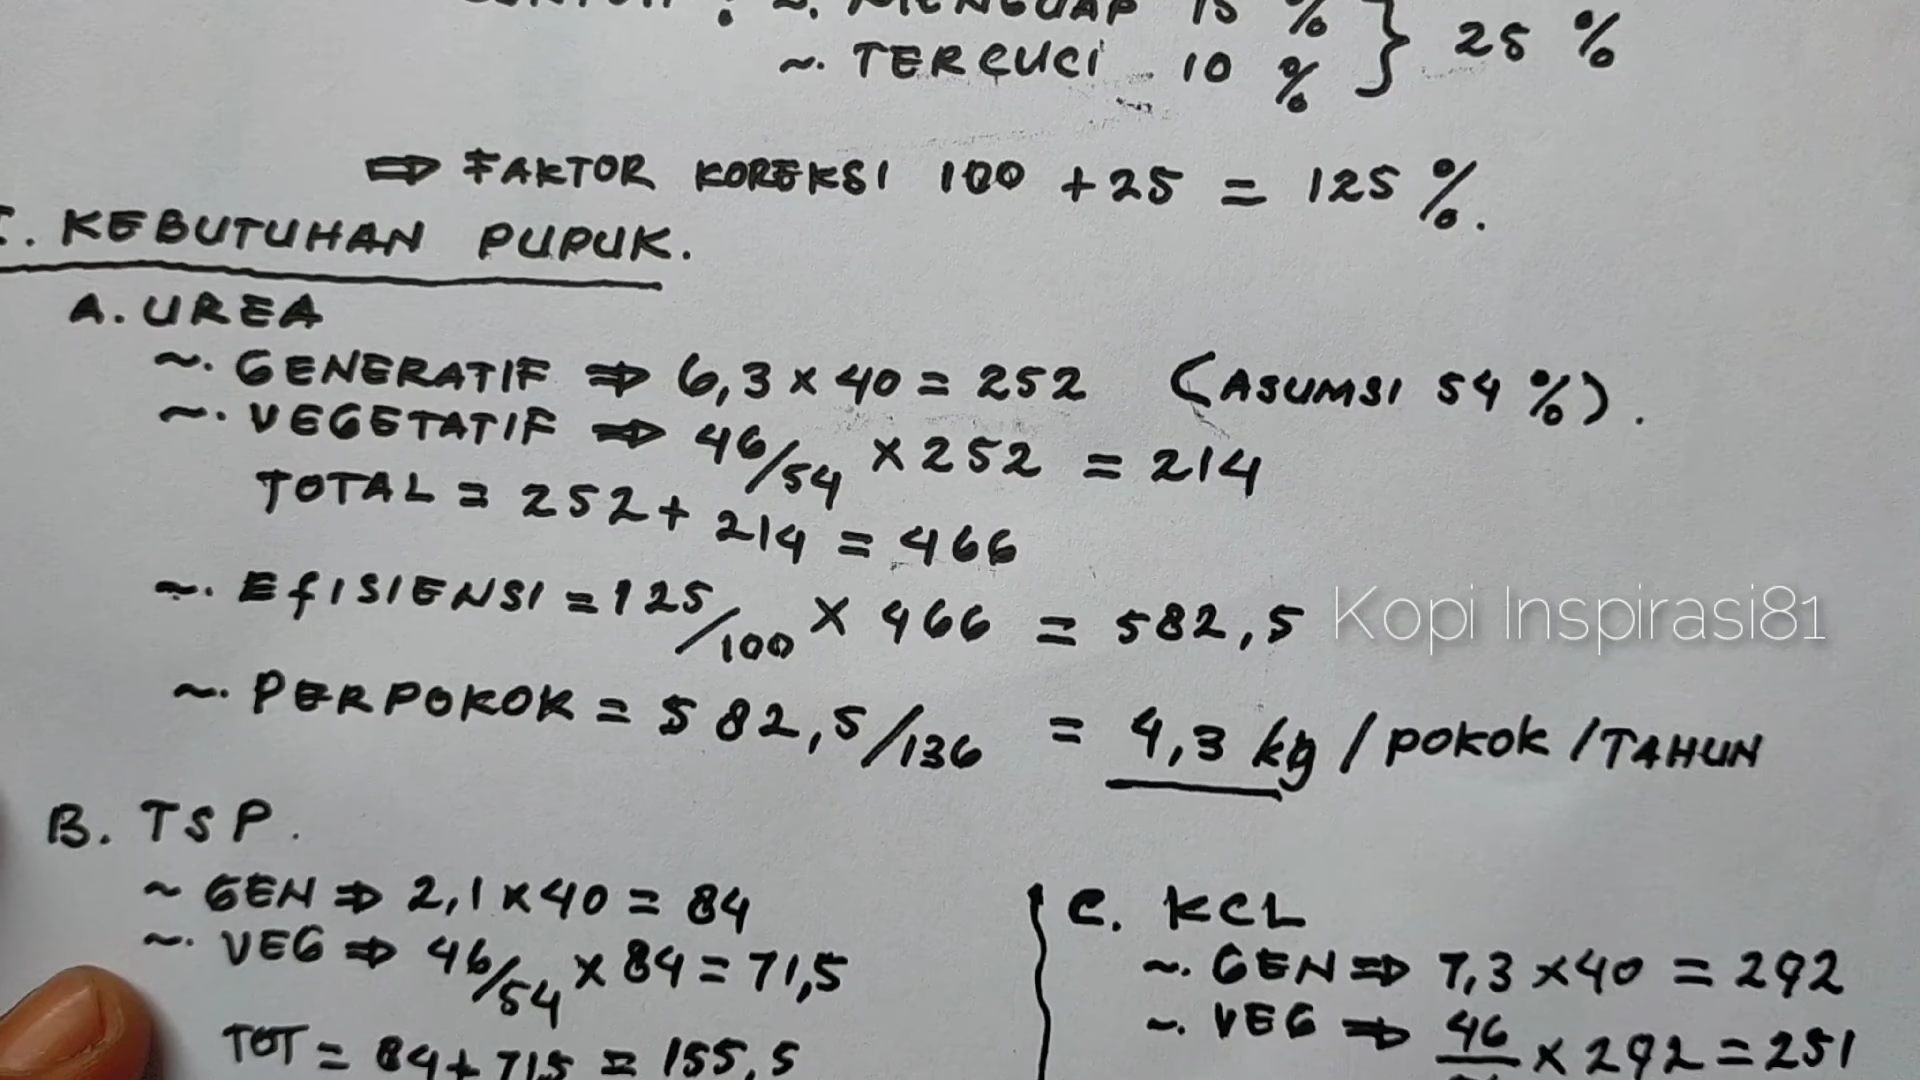 : ~. MENGUAP 15 % } 25 %
~. TERCUCI 10 %
⇒ FAKTOR KOREKSI 100 + 25 = 125 %.
I. KEBUTUHAN PUPUK.
A. UREA
~. GENERATIF ⇒ 6,3 x 40 = 252 (ASUMSI 54 %).
~. VEGETATIF ⇒ 46/54 x 252 = 214
TOTAL = 252 + 214 = 466
~. EfISIENSI = 125/100 x 466 = 582,5
Kopi Inspirasi81
~. PERPOKOK = 582,5/136 = 4,3 kg / POKOK / TAHUN
B. TSP.
~ GEN ⇒ 2,1 x 40 = 84
~. VEG ⇒ 46/54 x 84 = 71,5
TOT = 84 + 71,5 = 155,5
C. KCL
~. GEN ⇒ 7,3 x 40 = 292
~. VEG ⇒ 46 x 292 = 251